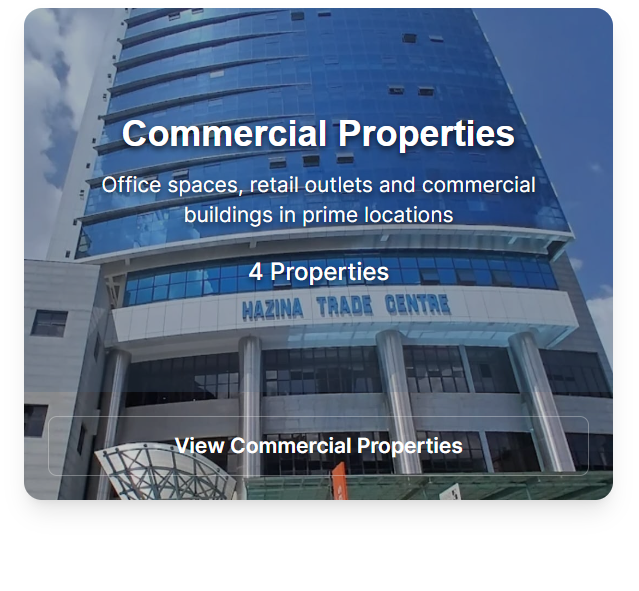 Commercial Properties
Office spaces, retail outlets and commercial
buildings in prime locations
4 Properties
HAZINA TRADE CENTRE
View Commercial Properties